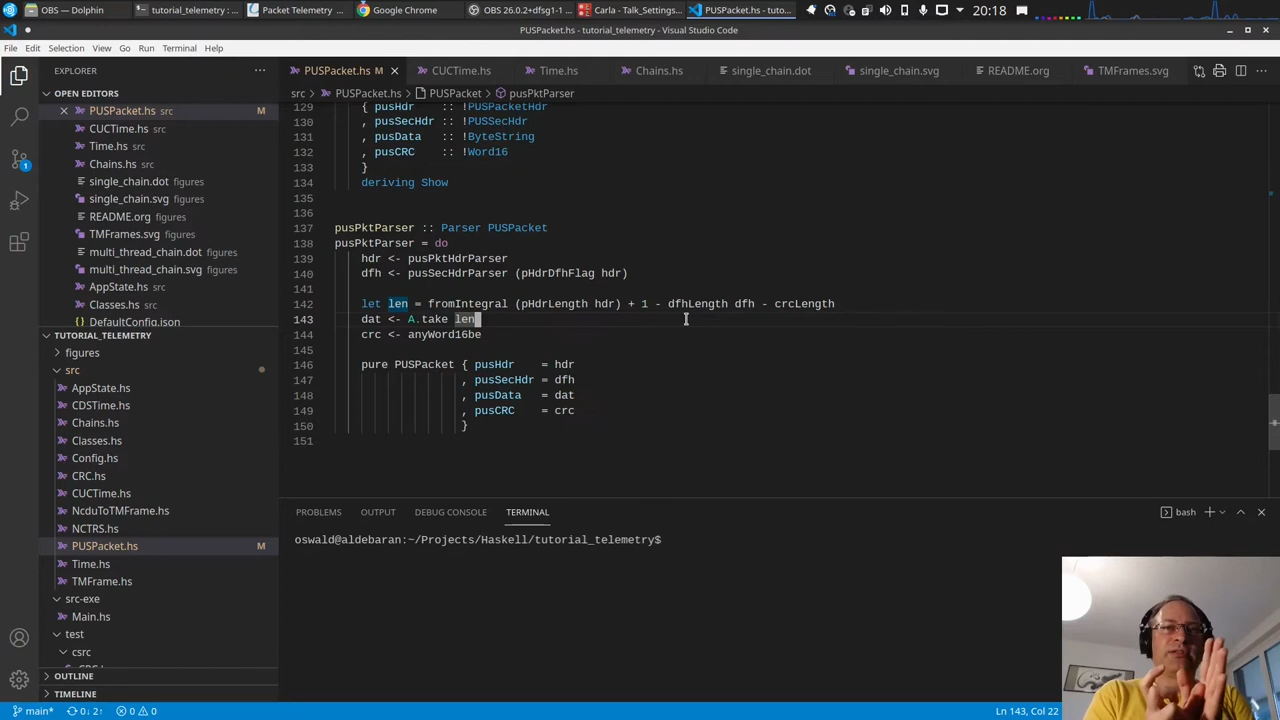 OBS — Dolphin
tutorial_telemetry : ...
Packet Telemetry ...
Google Chrome
OBS 26.0.2+dfsg1-1 ...
Carla - Talk_Settings...
PUSPacket.hs - tuto...
20:18
PUSPacket.hs - tutorial_telemetry - Visual Studio Code
File Edit Selection View Go Run Terminal Help
EXPLORER
PUSPacket.hs M
CUCTime.hs
Time.hs
Chains.hs
single_chain.dot
single_chain.svg
README.org
TMFrames.svg
src > PUSPacket.hs > PUSPacket > pusPktParser
OPEN EDITORS
PUSPacket.hs src M
CUCTime.hs src
Time.hs src
Chains.hs src
single_chain.dot figures
single_chain.svg figures
README.org figures
TMFrames.svg figures
multi_thread_chain.dot figures
multi_thread_chain.svg figures
Classes.hs src
DefaultConfig.json
TUTORIAL_TELEMETRY
figures
src
AppState.hs
CDSTime.hs
Chains.hs
Classes.hs
Config.hs
CRC.hs
CUCTime.hs
NcduToTMFrame.hs
NCTRS.hs
PUSPacket.hs M
Time.hs
TMFrame.hs
src-exe
Main.hs
test
csrc
OUTLINE
TIMELINE
129 { pusHdr :: !PUSPacketHdr
130 , pusSecHdr :: !PUSSecHdr
131 , pusData :: !ByteString
132 , pusCRC :: !Word16
133 }
134 deriving Show
135
136
137 pusPktParser :: Parser PUSPacket
138 pusPktParser = do
139 hdr <- pusPktHdrParser
140 dfh <- pusSecHdrParser (pHdrDfhFlag hdr)
141
142 let len = fromIntegral (pHdrLength hdr) + 1 - dfhLength dfh - crcLength
143 dat <- A.take len
144 crc <- anyWord16be
145
146 pure PUSPacket { pusHdr = hdr
147 , pusSecHdr = dfh
148 , pusData = dat
149 , pusCRC = crc
150 }
151
PROBLEMS OUTPUT DEBUG CONSOLE TERMINAL
bash
oswald@aldebaran:~/Projects/Haskell/tutorial_telemetry$
main* 0↓ 2↑ 0 0
Ln 143, Col 22